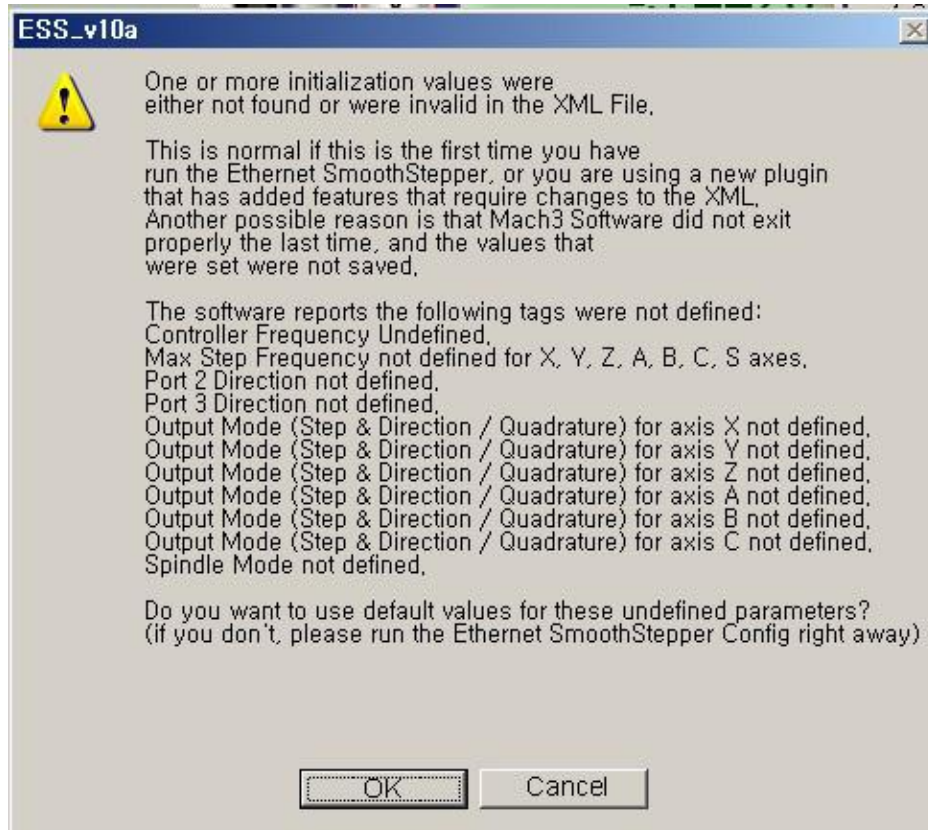 ESS_v10a
One or more initialization values were
either not found or were invalid in the XML File,
This is normal if this is the first time you have
run the Ethernet SmoothStepper, or you are using a new plugin
that has added features that require changes to the XML,
Another possible reason is that Mach3 Software did not exit
properly the last time, and the values that
were set were not saved,
The software reports the following tags were not defined:
Controller Frequency Undefined,
Max Step Frequency not defined for X, Y, Z, A, B, C, S axes,
Port 2 Direction not defined,
Port 3 Direction not defined,
Output Mode (Step & Direction / Quadrature) for axis X not defined,
Output Mode (Step & Direction / Quadrature) for axis Y not defined,
Output Mode (Step & Direction / Quadrature) for axis Z not defined,
Output Mode (Step & Direction / Quadrature) for axis A not defined,
Output Mode (Step & Direction / Quadrature) for axis B not defined,
Output Mode (Step & Direction / Quadrature) for axis C not defined,
Spindle Mode not defined,
Do you want to use default values for these undefined parameters?
(if you don't, please run the Ethernet SmoothStepper Config right away)
OK
Cancel